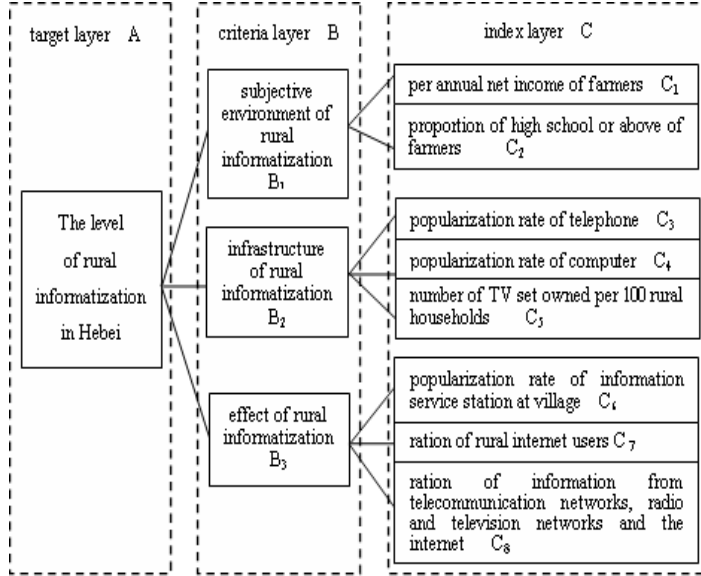 target layer A
criteria layer B
index layer C
The level
of rural
informatization
in Hebei
subjective
environment of
rural
informatization
B₁
infrastructure
of rural
informatization
B₂
effect of rural
informatization
B₃
per annual net income of farmers C₁
proportion of high school or above of
farmers C₂
popularization rate of telephone C₃
popularization rate of computer C₄
number of TV set owned per 100 rural
households C₅
popularization rate of information
service station at village C₆
ration of rural internet users C₇
ration of information from
telecommunication networks, radio
and television networks and the
internet C₈